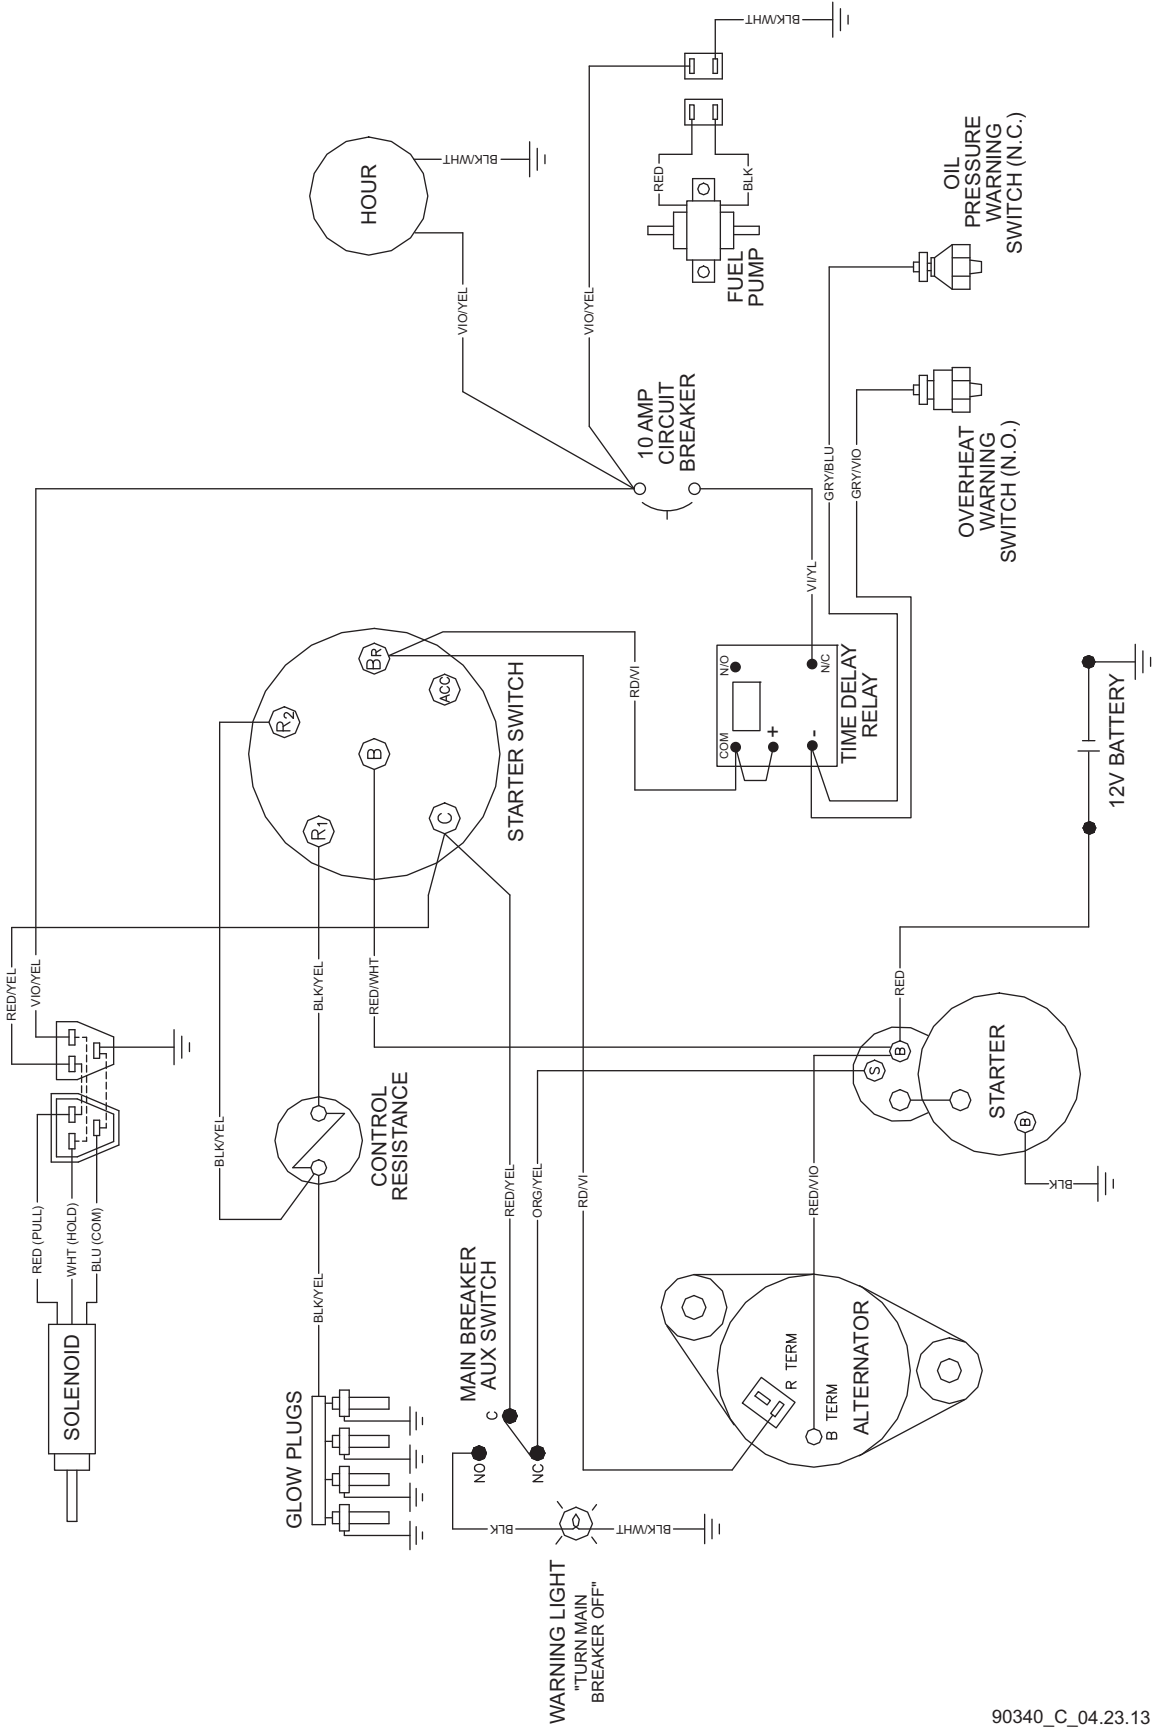 SOLENOID
RED (PULL)
WHT (HOLD)
BLU (COM)
RED/YEL
VIO/YEL
GLOW PLUGS
BLK/YEL
BLK/YEL
CONTROL
RESISTANCE
BLK/YEL
RED/WHT
R1
R2
B
BR
C
ACC
STARTER SWITCH
HOUR
BLK/WHT
VIO/YEL
VIO/YEL
BLK/WHT
RED
BLK
FUEL
PUMP
10 AMP
CIRCUIT
BREAKER
WARNING LIGHT
"TURN MAIN
BREAKER OFF"
BLK
BLK/WHT
MAIN BREAKER
AUX SWITCH
NO
C
NC
RED/YEL
ORG/YEL
RD/VI
RD/VI
COM
N/O
+
-
N/C
TIME DELAY
RELAY
VI/YL
GRY/BLU
GRY/VIO
OVERHEAT
WARNING
SWITCH (N.O.)
OIL
PRESSURE
WARNING
SWITCH (N.C.)
R TERM
B TERM
ALTERNATOR
RED/VIO
S
B
B
STARTER
BLK
RED
12V BATTERY
90340_C_04.23.13